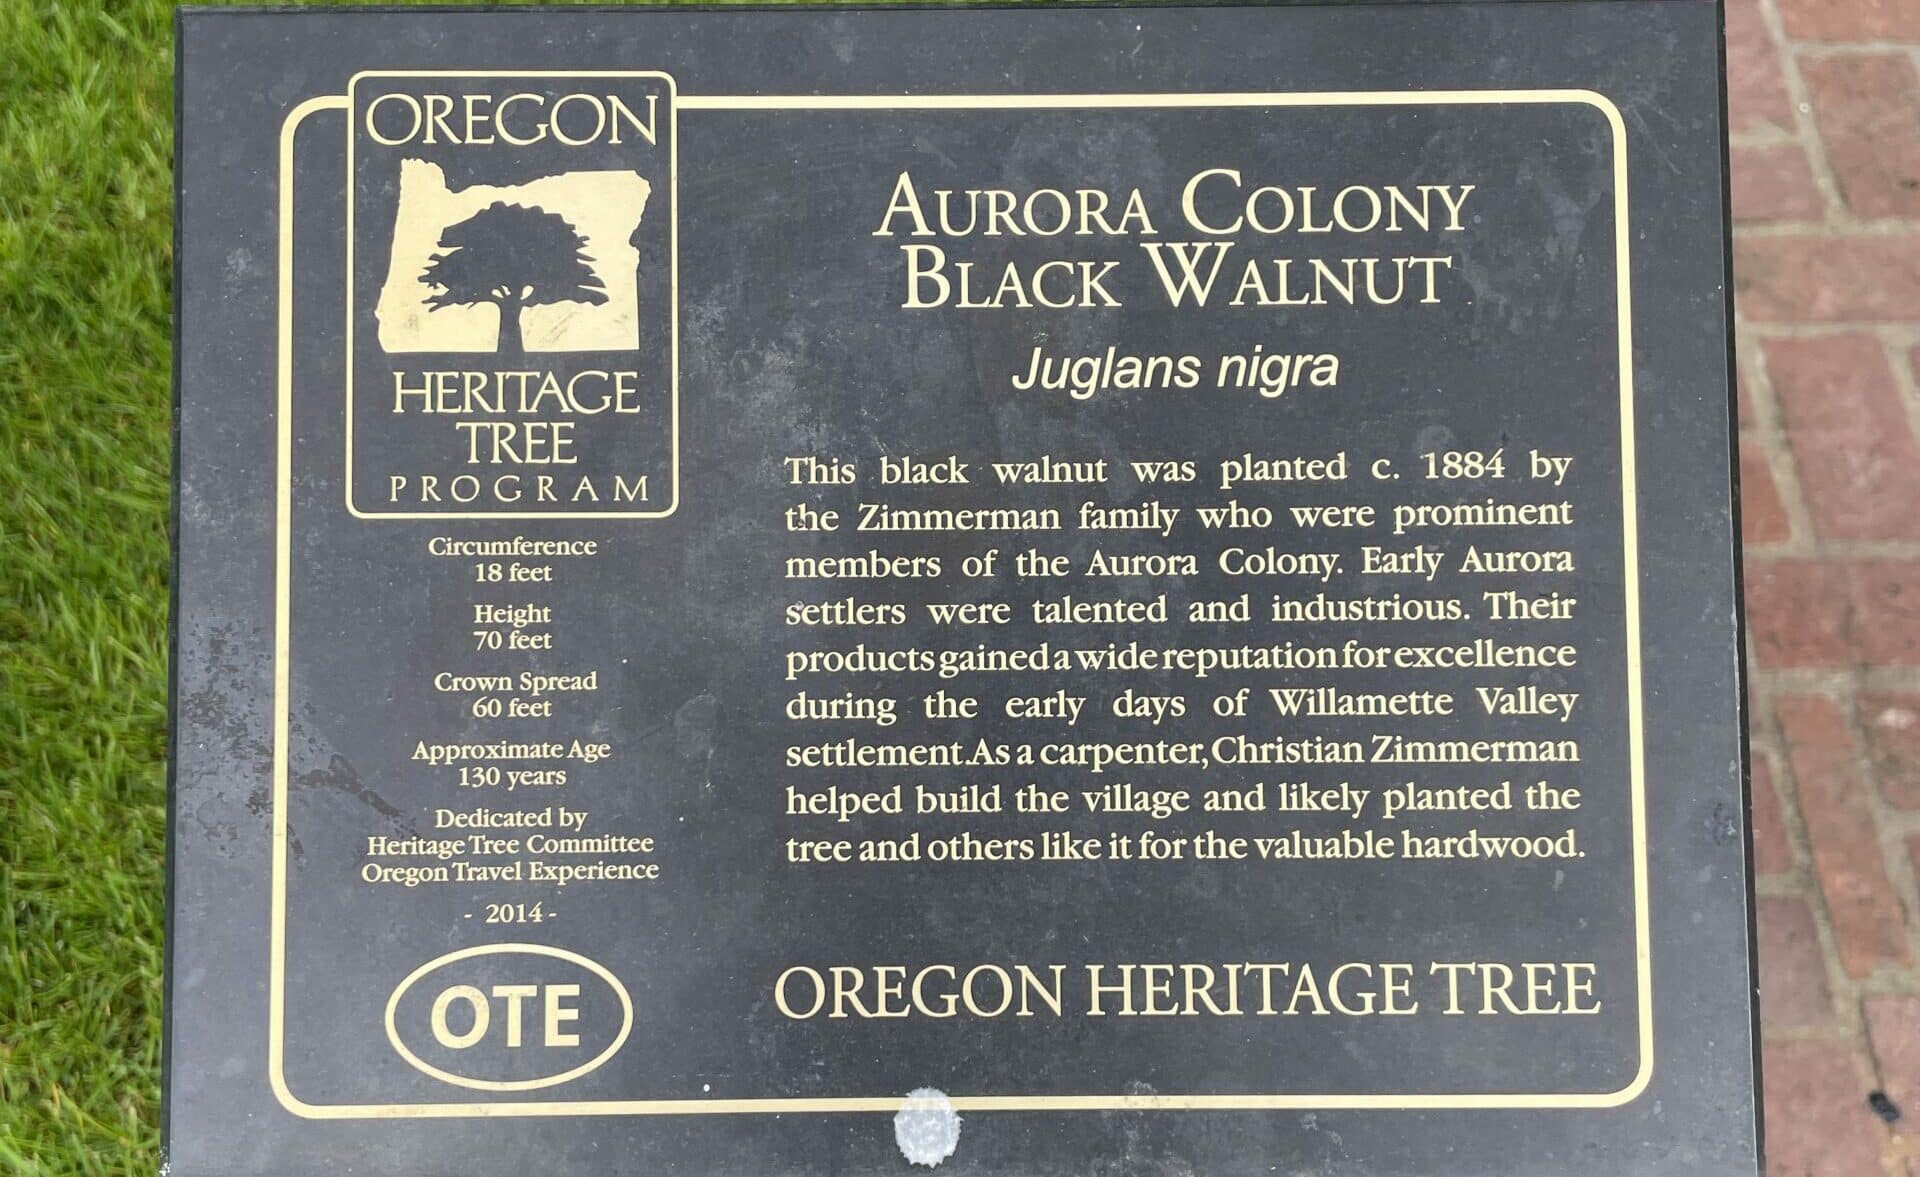 OREGON
HERITAGE
TREE
PROGRAM
Circumference
18 feet
Height
70 feet
Crown Spread
60 feet
Approximate Age
130 years
Dedicated by
Heritage Tree Committee
Oregon Travel Experience
- 2014 -
OTE
AURORA COLONY
BLACK WALNUT
Juglans nigra
This black walnut was planted c. 1884 by
the Zimmerman family who were prominent
members of the Aurora Colony. Early Aurora
settlers were talented and industrious. Their
products gained a wide reputation for excellence
during the early days of Willamette Valley
settlement. As a carpenter, Christian Zimmerman
helped build the village and likely planted the
tree and others like it for the valuable hardwood.
OREGON HERITAGE TREE